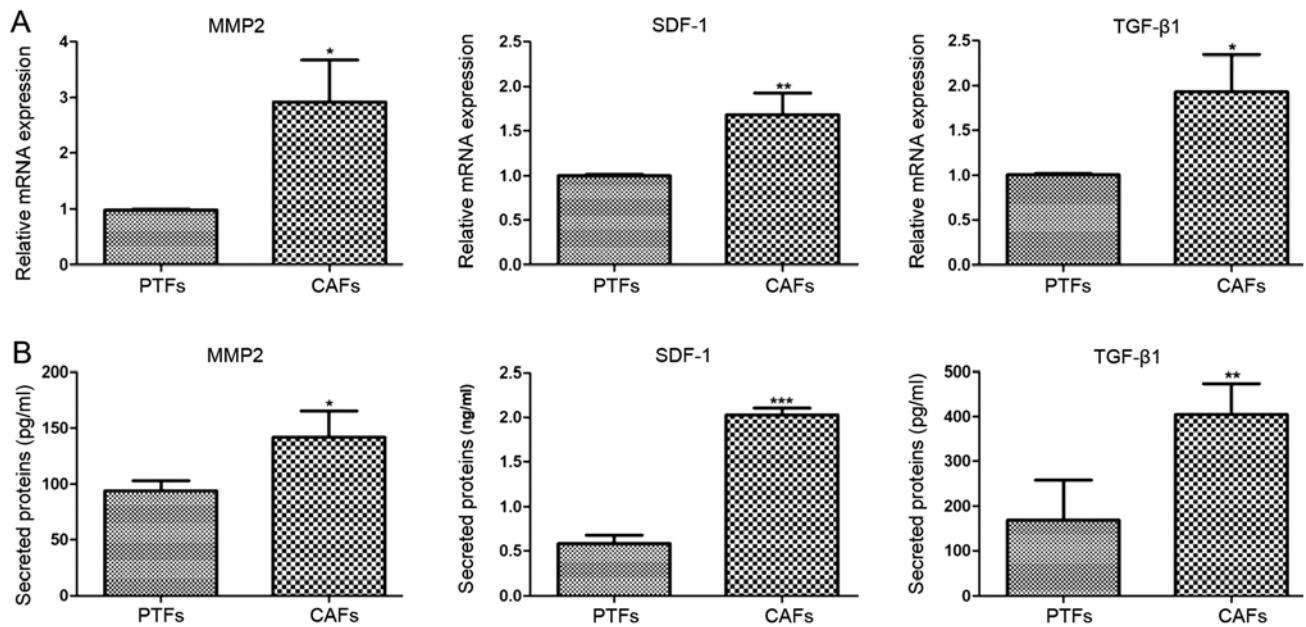 A
MMP2
SDF-1
TGF-β1
Relative mRNA expression
4
3
2
1
0
*
PTFs
CAFs
Relative mRNA expression
2.5
2.0
1.5
1.0
0.5
0.0
**
PTFs
CAFs
Relative mRNA expression
2.5
2.0
1.5
1.0
0.5
0.0
*
PTFs
CAFs
B
MMP2
SDF-1
TGF-β1
Secreted proteins (pg/ml)
200
150
100
50
0
*
PTFs
CAFs
Secreted proteins (ng/ml)
2.5
2.0
2.5
1.0
0.5
0.0
***
PTFs
CAFs
Secreted proteins (pg/ml)
500
400
300
200
100
0
**
PTFs
CAFs